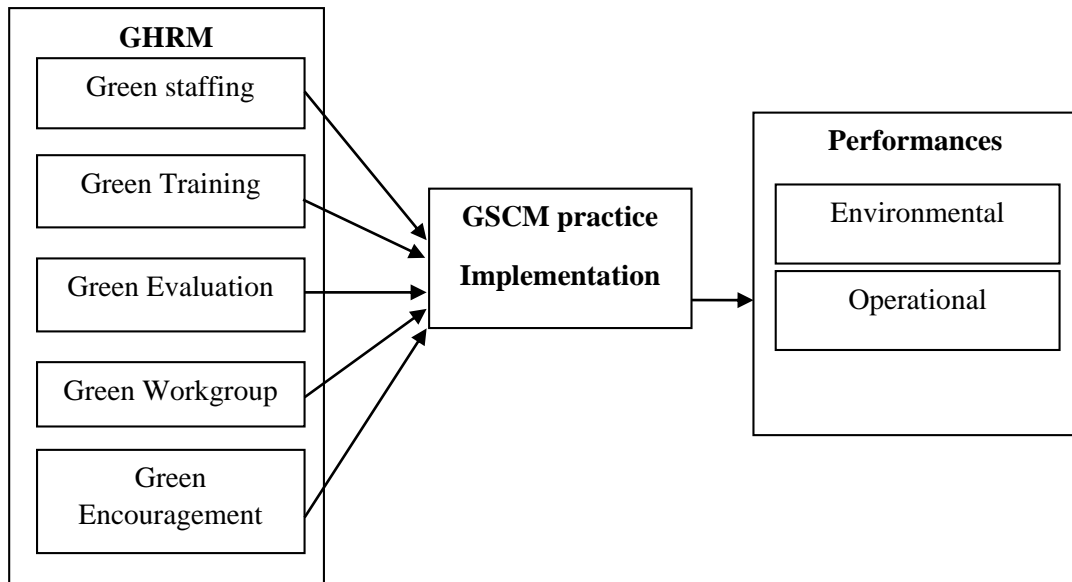 GHRM
Green staffing
Green Training
Green Evaluation
Green Workgroup
Green
Encouragement
GSCM practice
Implementation
Performances
Environmental
Operational